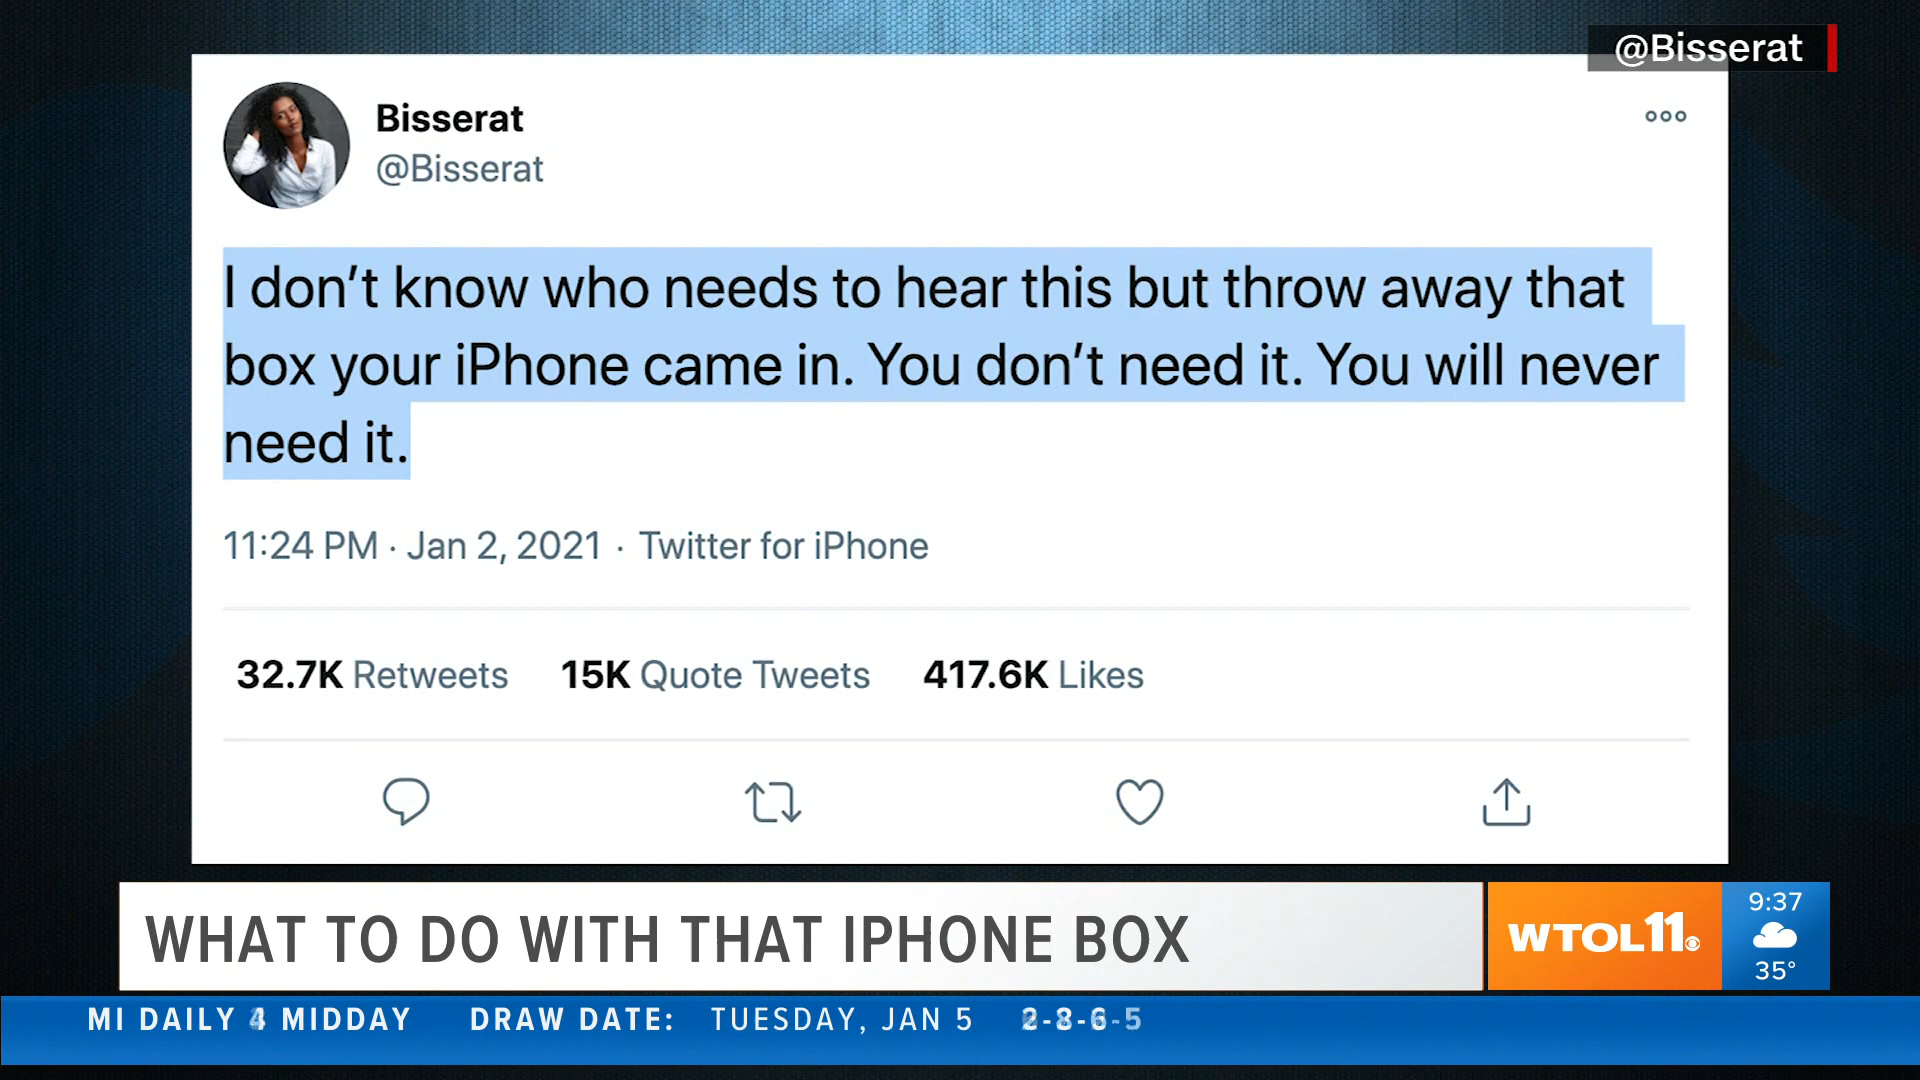 @Bisserat
Bisserat
@Bisserat
I don’t know who needs to hear this but throw away that
box your iPhone came in. You don’t need it. You will never
need it.
11:24 PM · Jan 2, 2021 · Twitter for iPhone
32.7K Retweets 15K Quote Tweets 417.6K Likes
WHAT TO DO WITH THAT IPHONE BOX
WTOL11
9:37
35°
MI DAILY MIDDAY DRAW DATE: TUESDAY, JAN 5